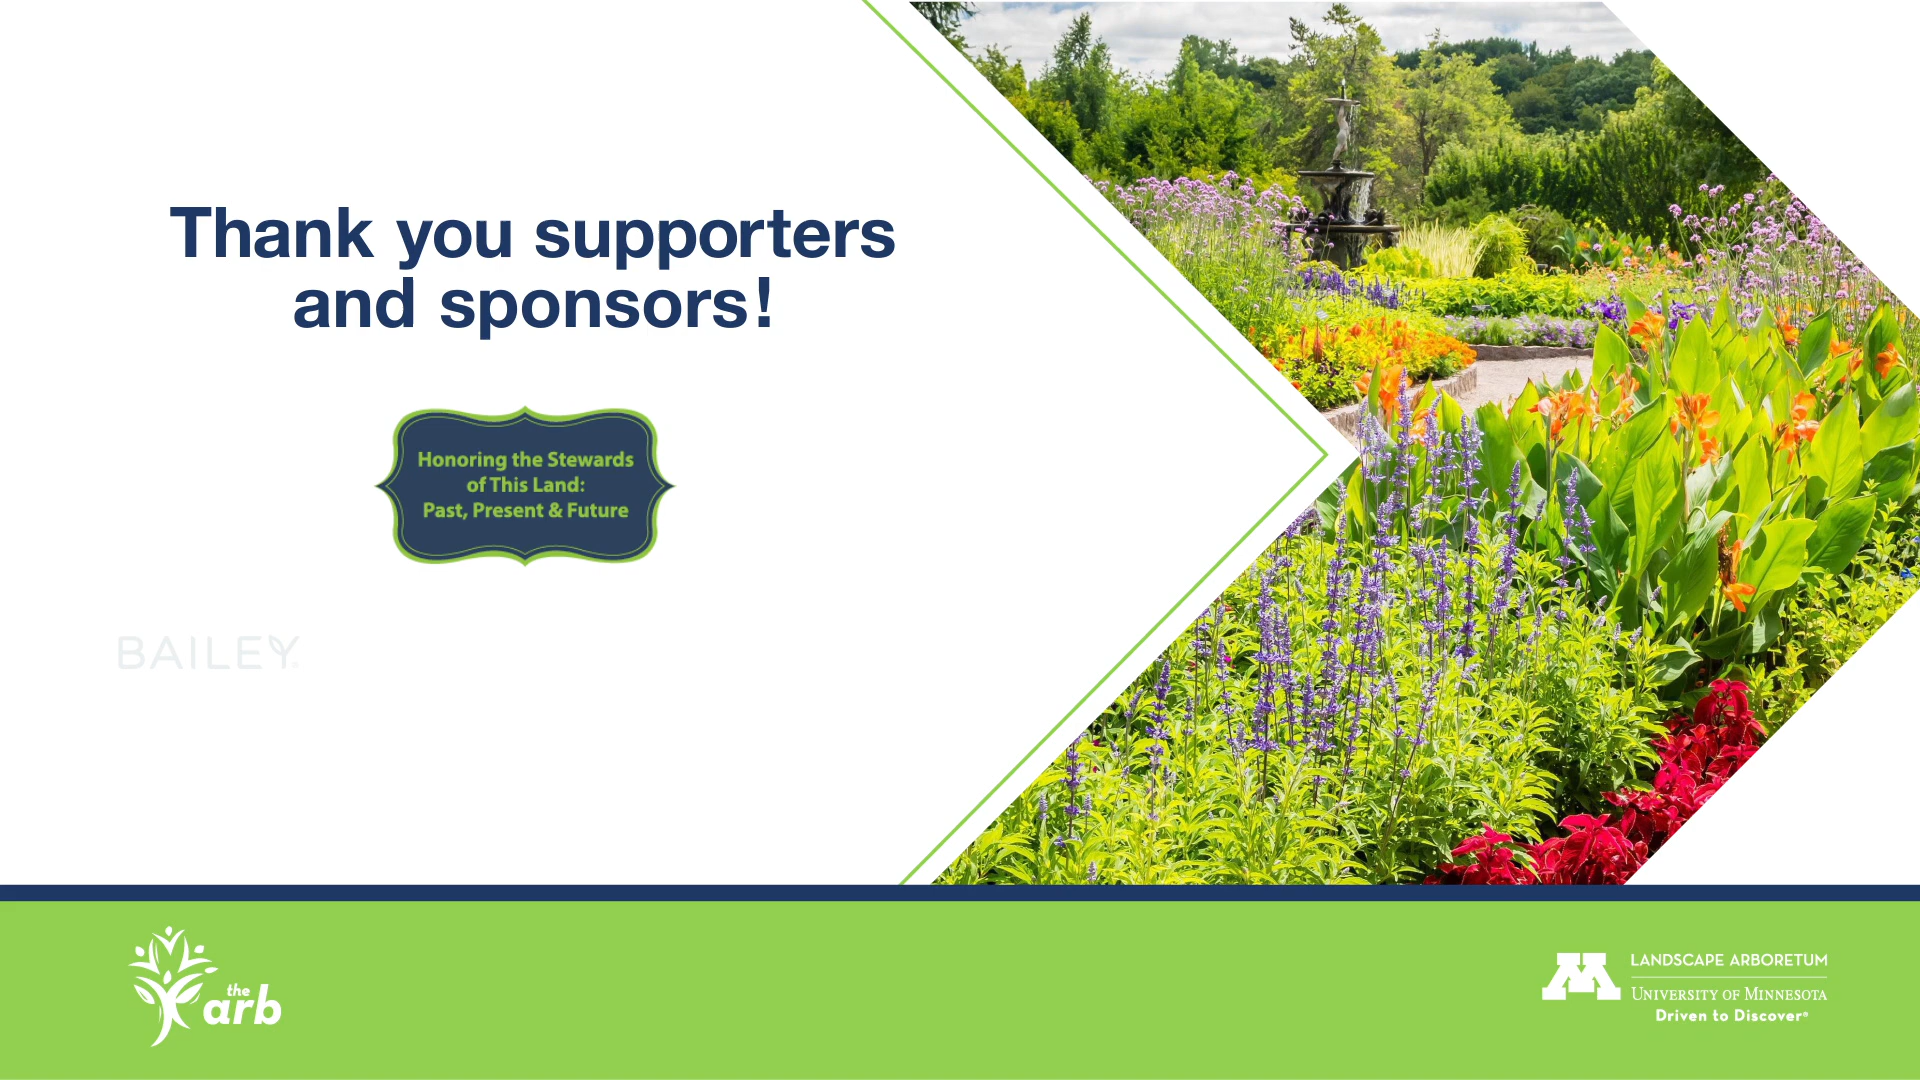 Thank you supporters
and sponsors!
Honoring the Stewards
of This Land:
Past, Present & Future
BAILEY
the
arb
LANDSCAPE ARBORETUM
UNIVERSITY OF MINNESOTA
Driven to Discover®